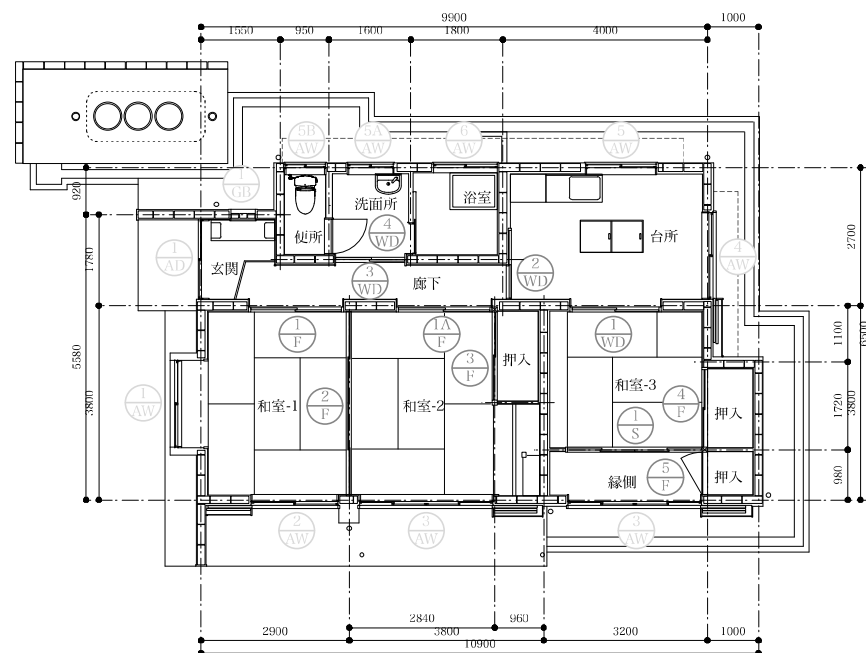 9900
1000
1550
950
1600
1800
4000
5B
AW
5A
AW
6
AW
5
AW
1
GB
920
洗面所
浴室
便所
4
WD
台所
2700
1
AD
玄関
3
WD
廊下
2
WD
4
AW
1780
1
F
1A
F
1
WD
1100
6500
5580
3
F
押入
和室-1
2
F
和室-2
和室-3
4
F
1
AW
3800
1
S
押入
1720
3800
縁側
5
F
押入
980
2
AW
3
AW
3
AW
2840
960
2900
3800
3200
1000
10900